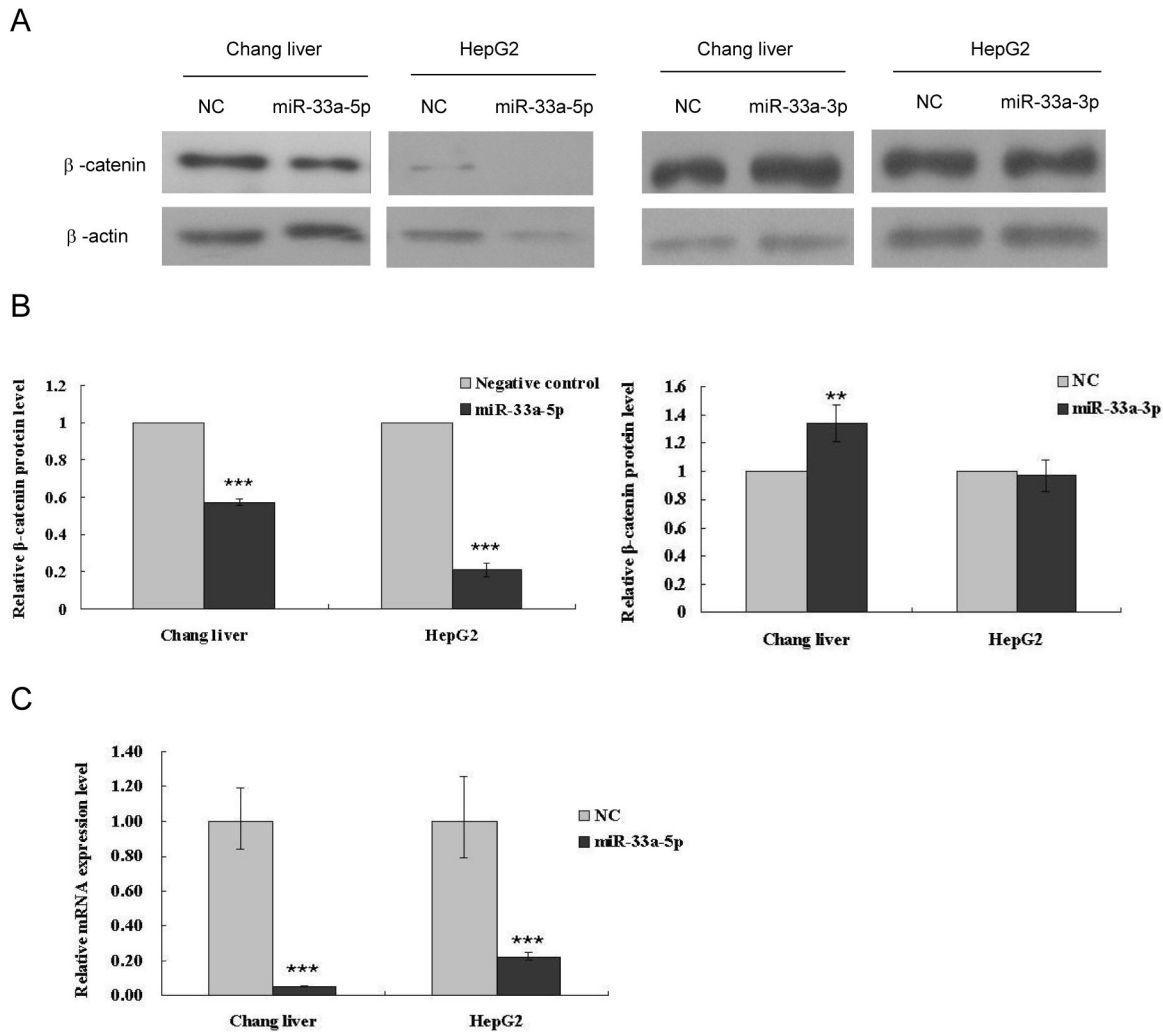 A
Chang liver HepG2 Chang liver HepG2
NC miR-33a-5p NC miR-33a-5p NC miR-33a-3p NC miR-33a-3p
β -catenin
β -actin
B
Relative β-catenin protein level
1.2
1
0.8
0.6
0.4
0.2
0
Negative control
miR-33a-5p
***
***
Chang liver HepG2
Relative β-catenin protein level
1.6
1.4
1.2
1
0.8
0.6
0.4
0.2
0
NC
miR-33a-3p
**
Chang liver HepG2
C
Relative mRNA expression level
1.40
1.20
1.00
0.80
0.60
0.40
0.20
0.00
NC
miR-33a-5p
***
***
Chang liver HepG2